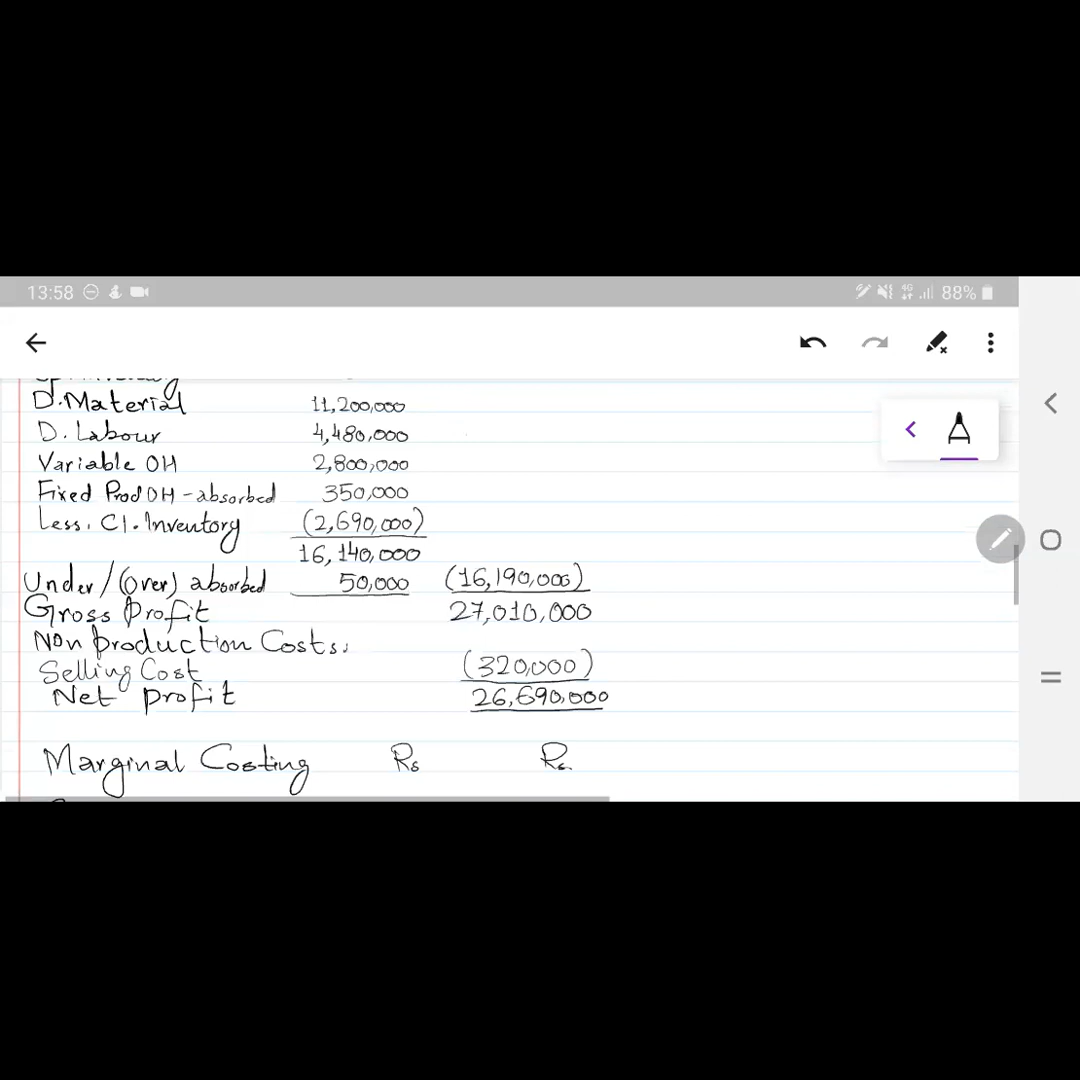 13:58 4G 88%
D.Material 11,200,000
D. Labour 4,480,000
Variable OH 2,800,000
Fixed Prod OH - absorbed 350,000
Less. Cl. Inventory (2,690,000)
16,140,000
Under/(Over) absorbed 50,000 (16,190,000)
Gross Profit 27,010,000
Non production Costs:
Selling Cost (320,000)
Net profit 26,690,000
Marginal Costing Rs Rs